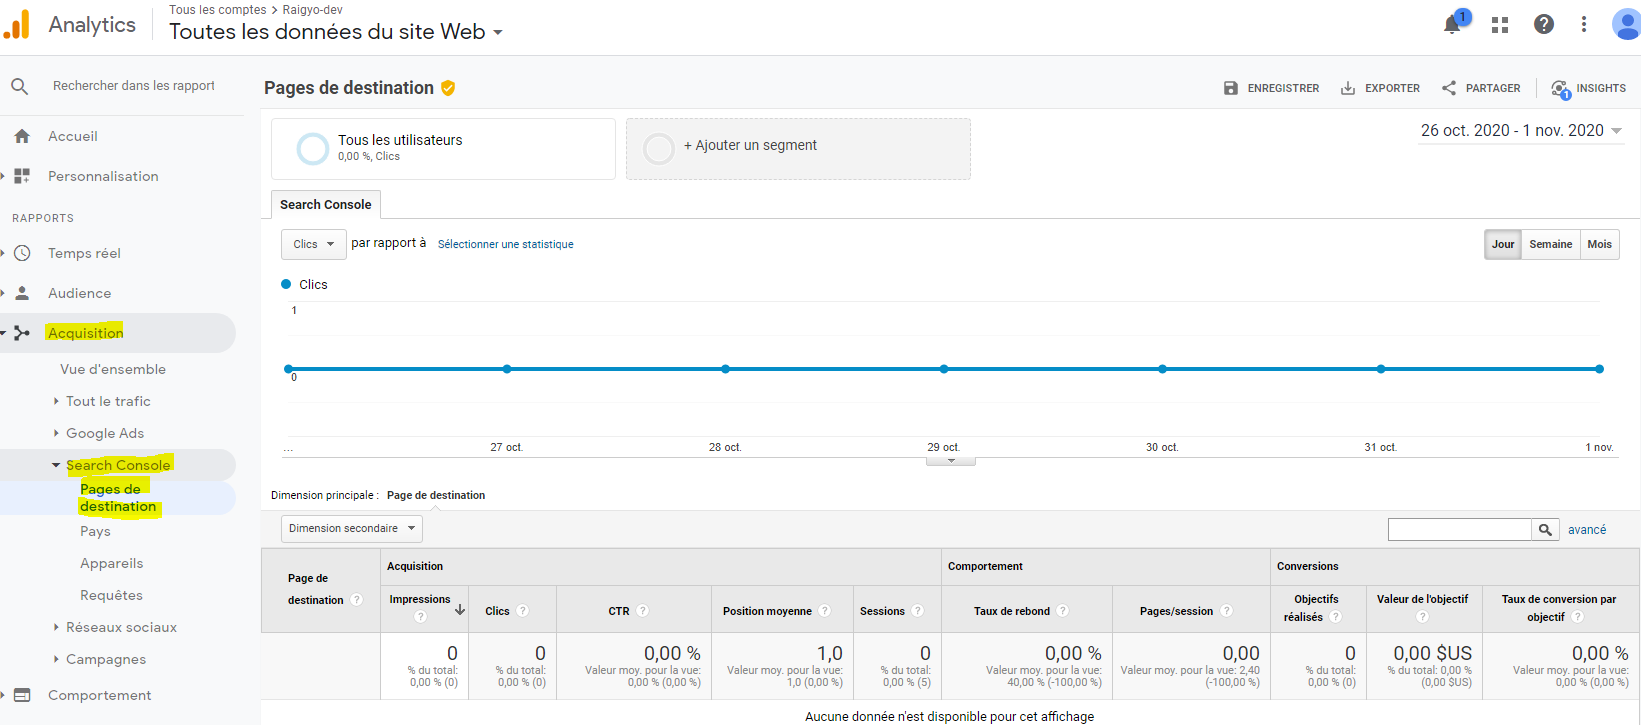 Analytics
Tous les comptes > Raigyo-dev
Toutes les données du site Web
1
Rechercher dans les rapport
Accueil
Personnalisation
RAPPORTS
Temps réel
Audience
Acquisition
Vue d'ensemble
Tout le trafic
Google Ads
Search Console
Pages de
destination
Pays
Appareils
Requêtes
Réseaux sociaux
Campagnes
Comportement
Pages de destination
ENREGISTRER
EXPORTER
PARTAGER
1
INSIGHTS
Tous les utilisateurs
0,00 %, Clics
+ Ajouter un segment
26 oct. 2020 - 1 nov. 2020
Search Console
Clics
par rapport à
Sélectionner une statistique
Jour
Semaine
Mois
Clics
1
0
...
27 oct.
28 oct.
29 oct.
30 oct.
31 oct.
1 nov.
Dimension principale :
Page de destination
Dimension secondaire
avancé
Page de
destination ?
Acquisition
Comportement
Conversions
Impressions
?
Clics ?
CTR ?
Position moyenne ?
Sessions ?
Taux de rebond ?
Pages/session ?
Objectifs
réalisés ?
Valeur de l'objectif
?
Taux de conversion par
objectif ?
0
% du total:
0,00 % (0)
0
% du total:
0,00 % (0)
0,00 %
Valeur moy. pour la vue:
0,00 % (0,00 %)
1,0
Valeur moy. pour la vue:
1,0 (0,00 %)
0
% du total:
0,00 % (5)
0,00 %
Valeur moy. pour la vue:
40,00 % (-100,00 %)
0,00
Valeur moy. pour la vue: 2,40
(-100,00 %)
0
% du total:
0,00 % (0)
0,00 $US
% du total: 0,00 %
(0,00 $US)
0,00 %
Valeur moy. pour la vue:
0,00 % (0,00 %)
Aucune donnée n'est disponible pour cet affichage